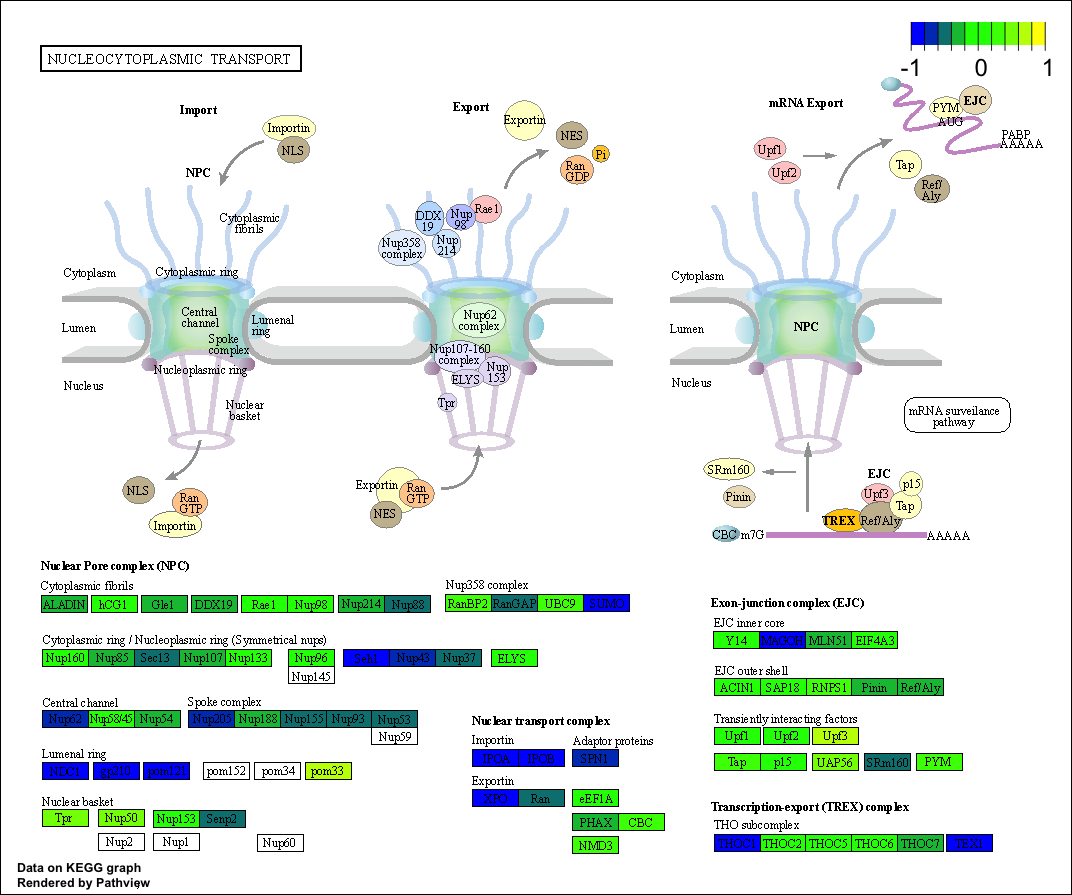 NUCLEOCYTOPLASMIC TRANSPORT
-1 0 1
Import
Importin
NLS
NPC
Cytoplasmic
fibrils
Cytoplasm
Cytoplasmic ring
Central
channel
Lumenal
ring
Lumen
Spoke
complex
Nucleoplasmic ring
Nucleus
Nuclear
basket
NLS
Ran
GTP
Importin
Export
Exportin
NES
Pi
Ran
GDP
DDX
19
Nup
98
Rae1
Nup358
complex
Nup
214
Nup62
complex
Nup107-160
complex
Nup
153
ELYS
Tpr
Exportin
Ran
GTP
NES
mRNA Export
PYM
EJC
AUG
PABP
AAAAA
Upf1
Upf2
Tap
Ref/
Aly
Cytoplasm
Lumen
NPC
Nucleus
mRNA surveilance
pathway
SRm160
Pinin
EJC
Upf3
p15
Tap
TREX
Ref/Aly
CBC m7G
AAAAA
Nuclear Pore complex (NPC)
Cytoplasmic fibrils
ALADIN hCG1 Gle1 DDX19 Rae1 Nup98 Nup214 Nup88
Nup358 complex
RanBP2 RanGAP UBC9 SUMO
Cytoplasmic ring / Nucleoplasmic ring (Symmetrical nups)
Nup160 Nup85 Sec13 Nup107 Nup133 Nup96 Seh1 Nup43 Nup37 ELYS
Nup145
Central channel
Nup62 Nup58/45 Nup54
Spoke complex
Nup205 Nup188 Nup155 Nup93 Nup53
Nup59
Lumenal ring
NDC1 gp210 pom121 pom152 pom34 pom33
Nuclear basket
Tpr Nup50 Nup153 Senp2
Nup2 Nup1 Nup60
Nuclear transport complex
Importin
IPOA IPOB
Adaptor proteins
SPN1
Exportin
XPO Ran eEF1A
PHAX CBC
NMD3
Exon-junction complex (EJC)
EJC inner core
Y14 MAGOH MLN51 EIF4A3
EJC outer shell
ACIN1 SAP18 RNPS1 Pinin Ref/Aly
Transiently interacting factors
Upf1 Upf2 Upf3
Tap p15 UAP56 SRm160 PYM
Transcription-export (TREX) complex
THO subcomplex
THOC1 THOC2 THOC5 THOC6 THOC7
Data on KEGG graph
Rendered by Pathview